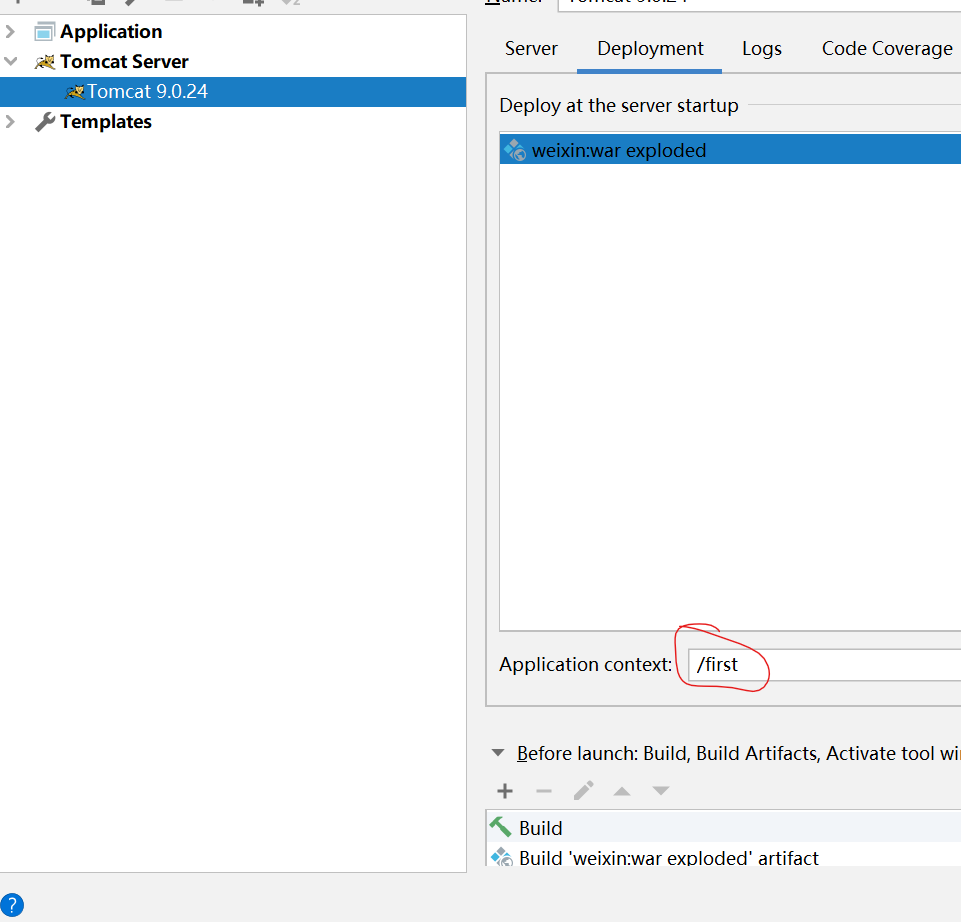 Application
Tomcat Server
Tomcat 9.0.24
Templates
Server Deployment Logs Code Coverage
Deploy at the server startup
weixin:war exploded
Application context: /first
Before launch: Build, Build Artifacts, Activate tool
Build
Build 'weixin:war exploded' artifact
?